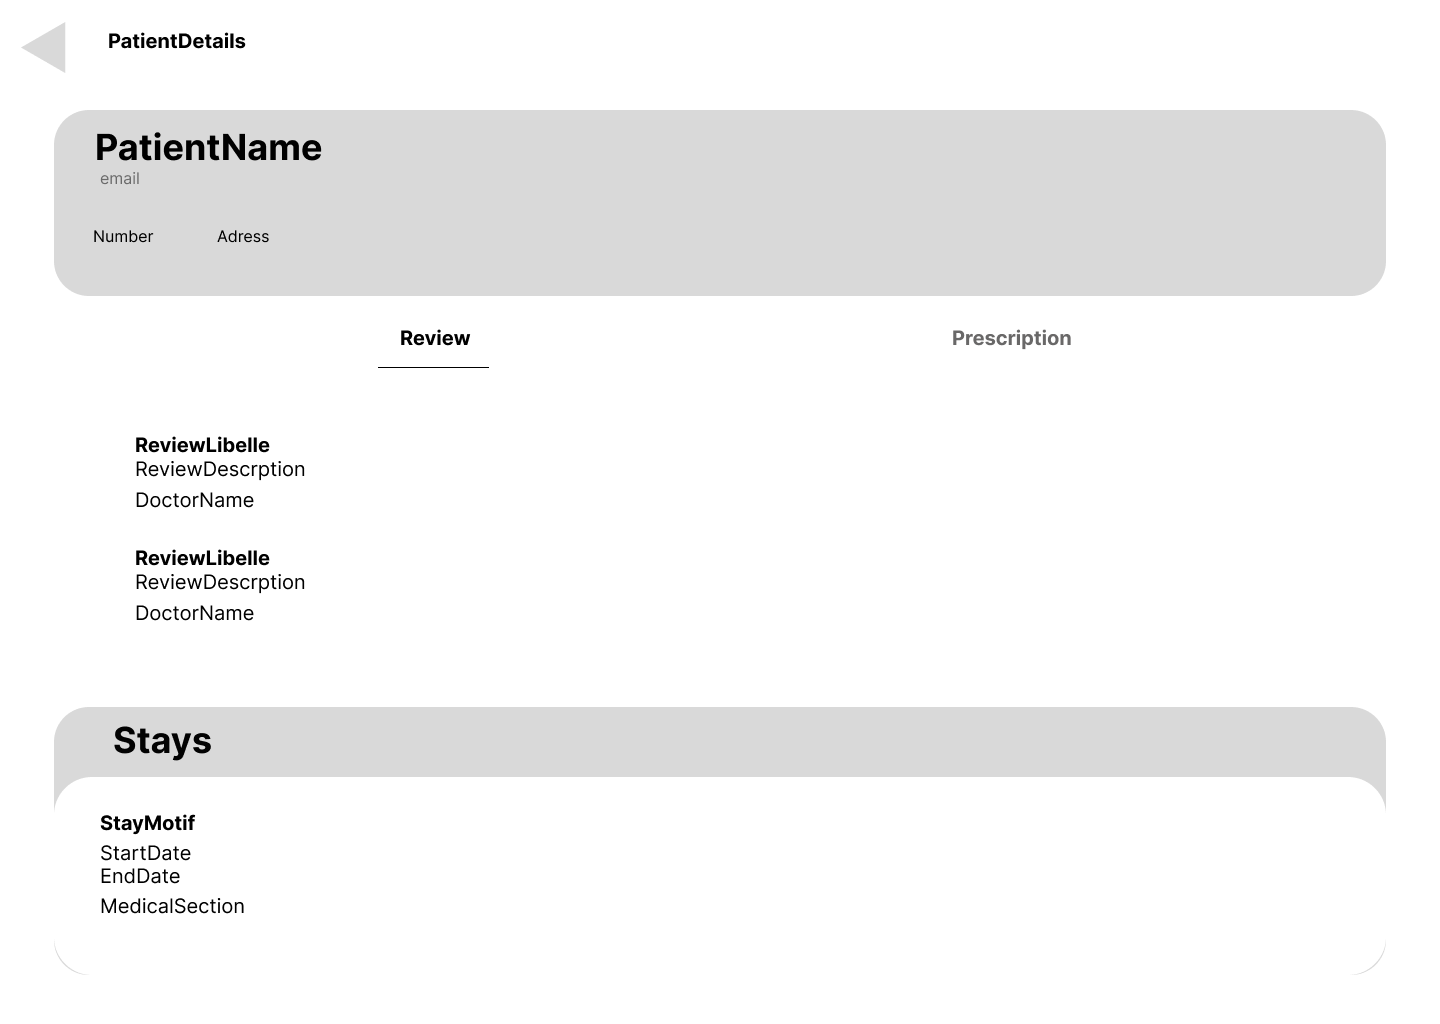 PatientDetails
PatientName
email
Number Adress
Review Prescription
ReviewLibelle
ReviewDescrption
DoctorName
ReviewLibelle
ReviewDescrption
DoctorName
Stays
StayMotif
StartDate
EndDate
MedicalSection